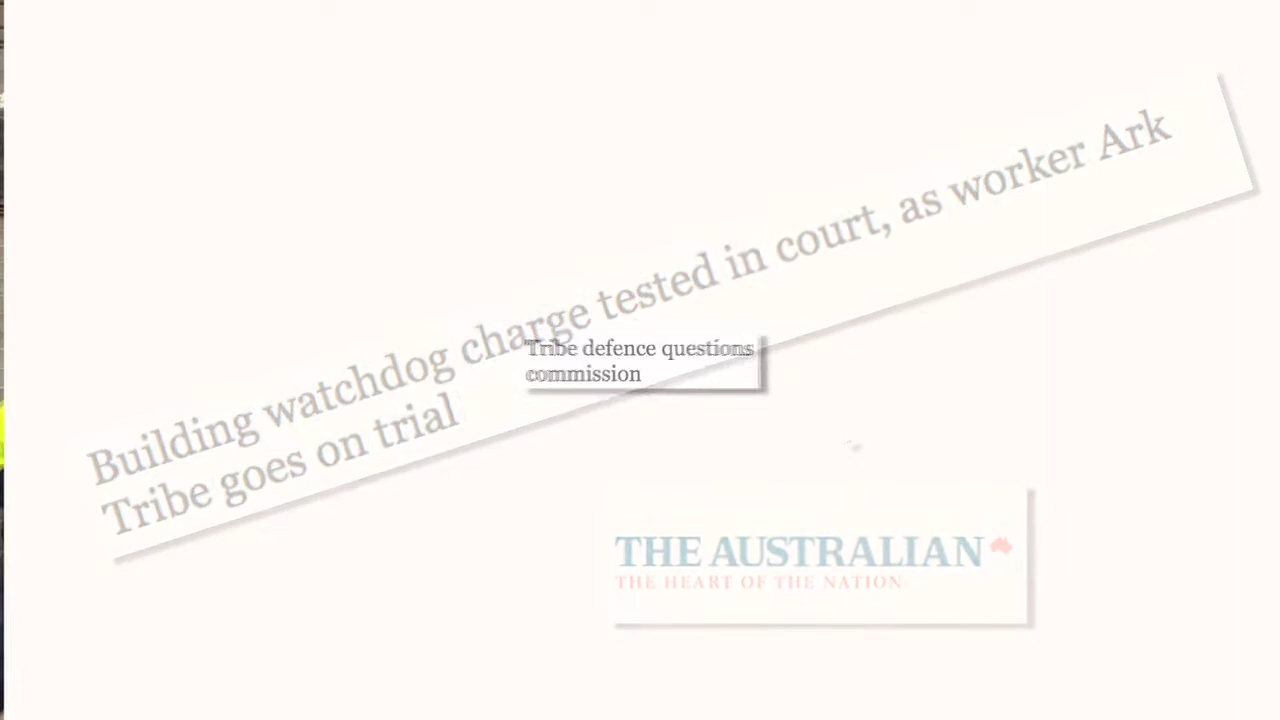 Building watchdog charge tested in court, as worker Ark
Tribe goes on trial
Tribe defence questions
commission
THE AUSTRALIAN
THE HEART OF THE NATION